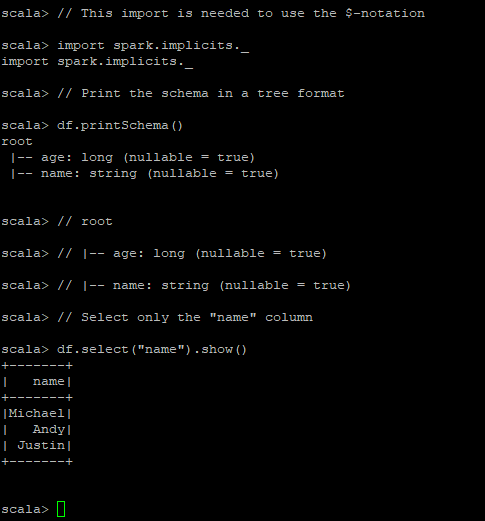 scala> // This import is needed to use the $-notation
scala> import spark.implicits._
import spark.implicits._
scala> // Print the schema in a tree format
scala> df.printSchema()
root
 |-- age: long (nullable = true)
 |-- name: string (nullable = true)
scala> // root
scala> // |-- age: long (nullable = true)
scala> // |-- name: string (nullable = true)
scala> // Select only the "name" column
scala> df.select("name").show()
+-------+
|   name|
+-------+
|Michael|
|   Andy|
| Justin|
+-------+
scala>